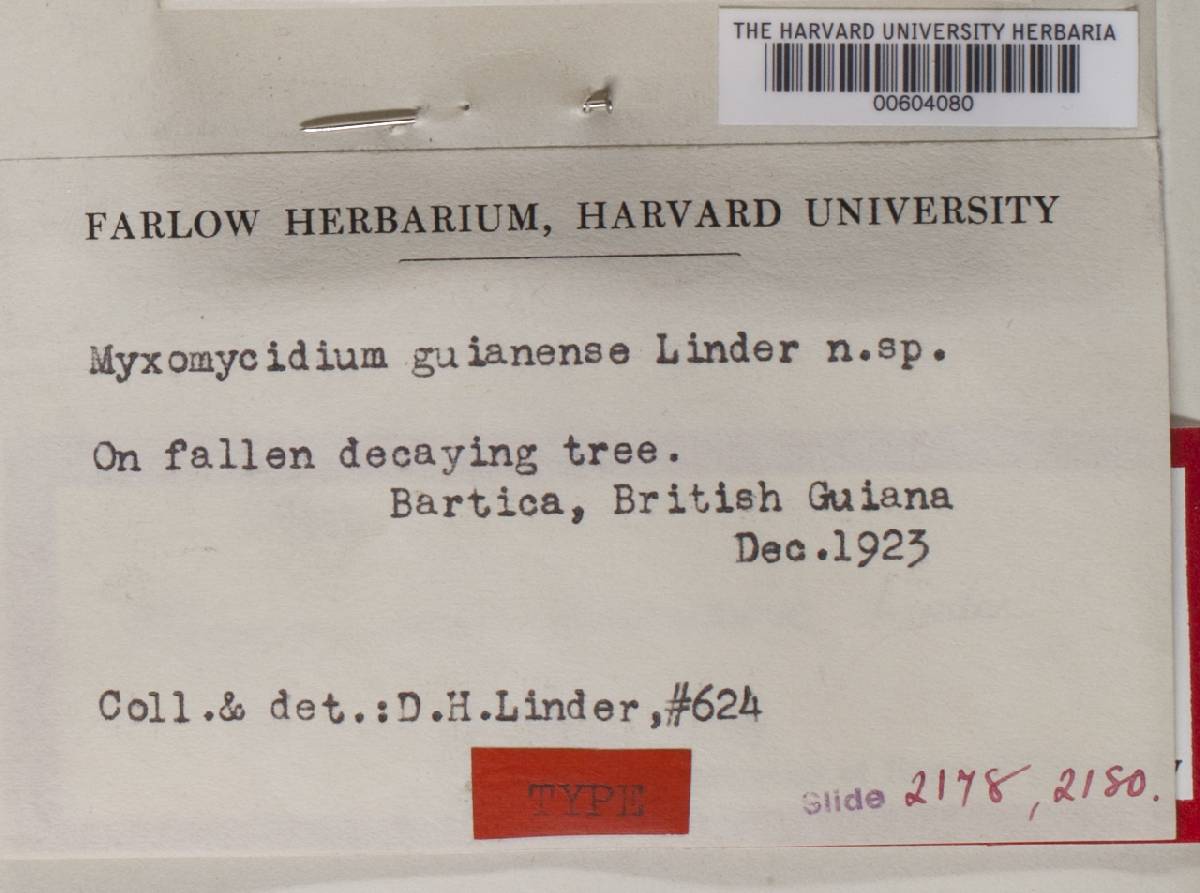 THE HARVARD UNIVERSITY HERBARIA
00604080
FARLOW HERBARIUM, HARVARD UNIVERSITY
Myxomycidium guianense Linder n.sp.
On fallen decaying tree.
Bartica, British Guiana
Dec.1923
Coll.& det.:D.H.Linder,#624
TYPE
Slide 2178, 2180.